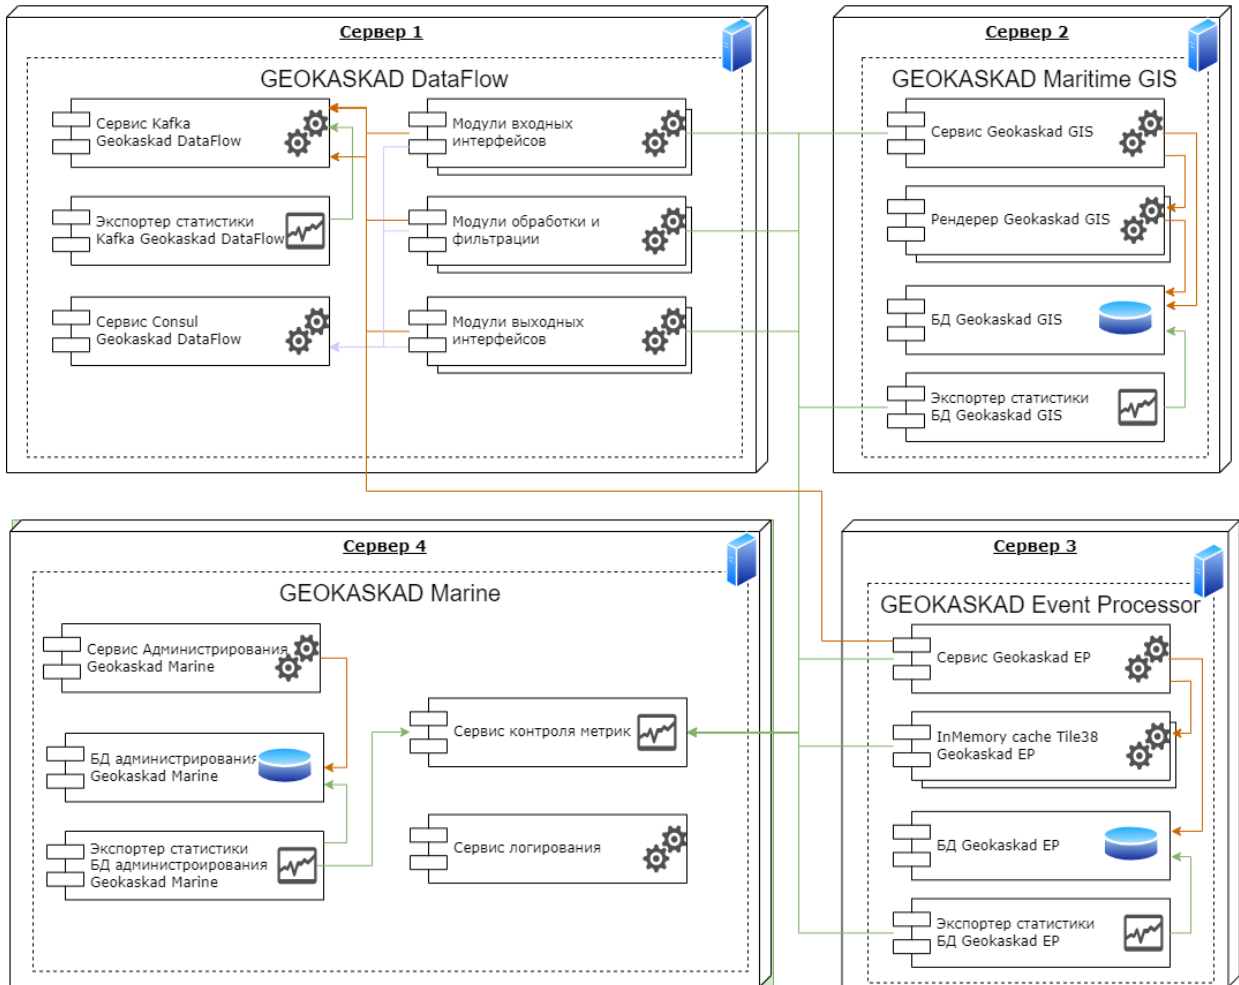 Сервер 1
GEOKASKAD DataFlow
Сервис Kafka
Geokaskad DataFlow
Экспортер статистики
Kafka Geokaskad DataFlow
Сервис Consul
Geokaskad DataFlow
Модули входных
интерфейсов
Модули обработки и
фильтрации
Модули выходных
интерфейсов
Сервер 2
GEOKASKAD Maritime GIS
Сервис Geokaskad GIS
Рендерер Geokaskad GIS
БД Geokaskad GIS
Экспортер статистики
БД Geokaskad GIS
Сервер 4
GEOKASKAD Marine
Сервис Администрирования
Geokaskad Marine
БД администрирования
Geokaskad Marine
Экспортер статистики
БД администроирования
Geokaskad Marine
Сервис контроля метрик
Сервис логирования
Сервер 3
GEOKASKAD Event Processor
Сервис Geokaskad EP
InMemory cache Tile38
Geokaskad EP
БД Geokaskad EP
Экспортер статистики
БД Geokaskad EP